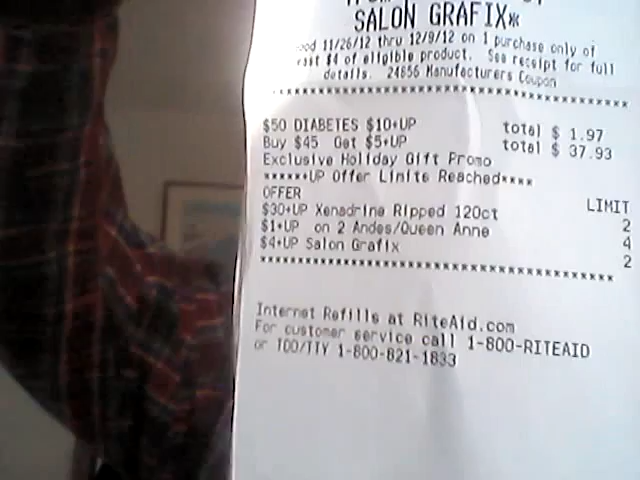 SALON GRAFIX*
11/26/12 thru 12/9/12 on 1 purchase only of
$4 of eligible product. See receipt for full
details. 24656 Manufacturers Coupon
$50 DIABETES $10+UP total $ 1.97
Buy $45 Get $5+UP total $ 37.93
Exclusive Holiday Gift Promo
******+UP Offer Limits Reached****
OFFER LIMIT
$30+UP Xenadrine Ripped 120ct 2
$1+UP on 2 Andes/Queen Anne 4
$4+UP Salon Grafix 2
Internet Refills at RiteAid.com
For customer service call 1-800-RITEAID
or TDD/TTY 1-800-821-1833